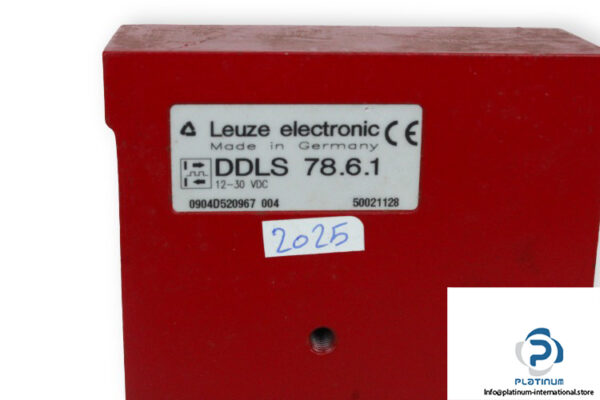 Leuze electronic CE
Made in Germany
DDLS 78.6.1
12-30 VDC
0904D520967 004 50021128
2025
PLATINUM
Info@platinum-international.store